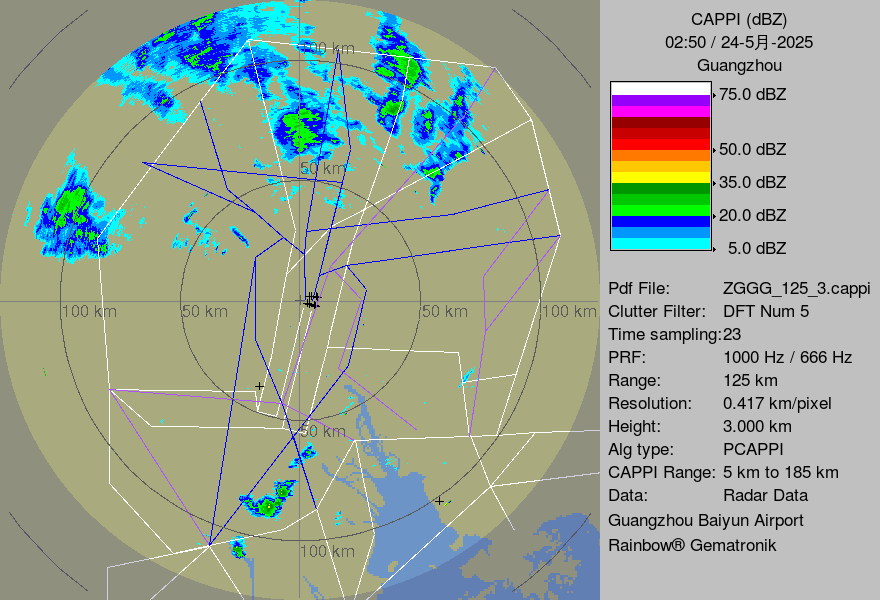 CAPPI (dBZ)
02:50 / 24-5月-2025
Guangzhou
75.0 dBZ
50.0 dBZ
35.0 dBZ
20.0 dBZ
5.0 dBZ
Pdf File: ZGGG_125_3.cappi
Clutter Filter: DFT Num 5
Time sampling:23
PRF: 1000 Hz / 666 Hz
Range: 125 km
Resolution: 0.417 km/pixel
Height: 3.000 km
Alg type: PCAPPI
CAPPI Range: 5 km to 185 km
Data: Radar Data
Guangzhou Baiyun Airport
Rainbow® Gematronik
100 km
50 km
100 km 50 km 50 km 100 km
50 km
100 km